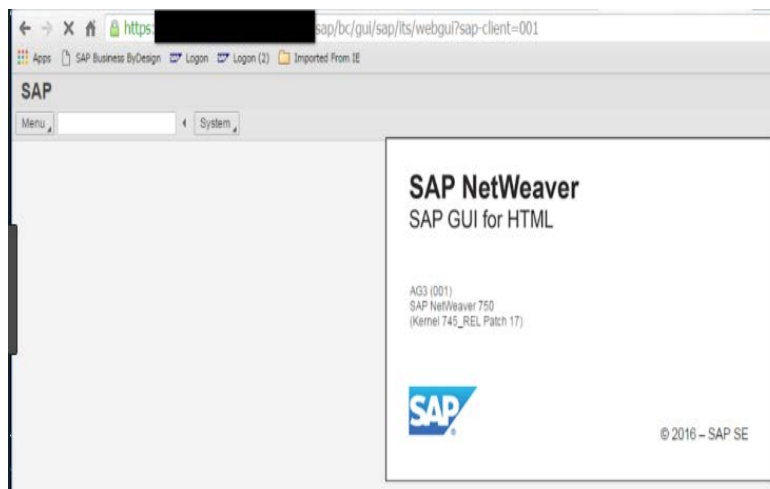 https: sap/bc/gui/sap/its/webgui?sap-client=001
Apps SAP Business ByDesign Logon Logon (2) Imported From IE
SAP
Menu System
SAP NetWeaver
SAP GUI for HTML
AG3 (001)
SAP NetWeaver 750
(Kernel 745_REL Patch 17)
SAP
© 2016 – SAP SE